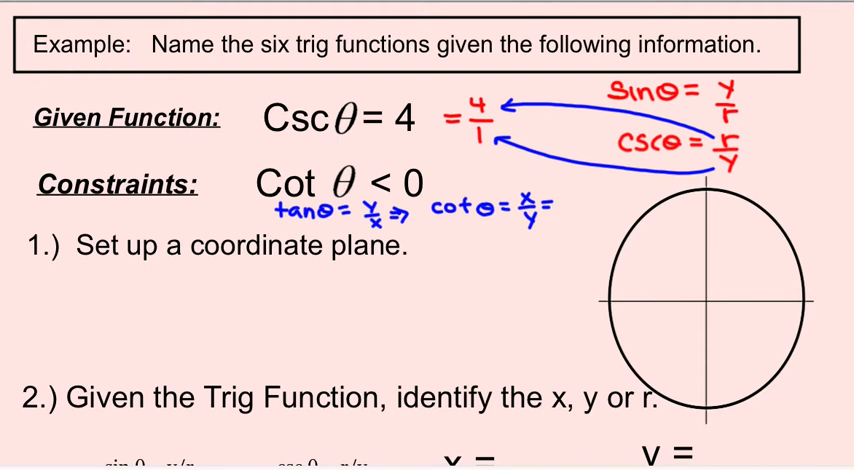 Example: Name the six trig functions given the following information.
Given Function: Cscθ = 4 = 4/1
sinθ = y/r
cscθ = r/y
Constraints: Cot θ < 0
tanθ = y/x ⇒ cotθ = x/y =
1.) Set up a coordinate plane.
2.) Given the Trig Function, identify the x, y or r.
y =